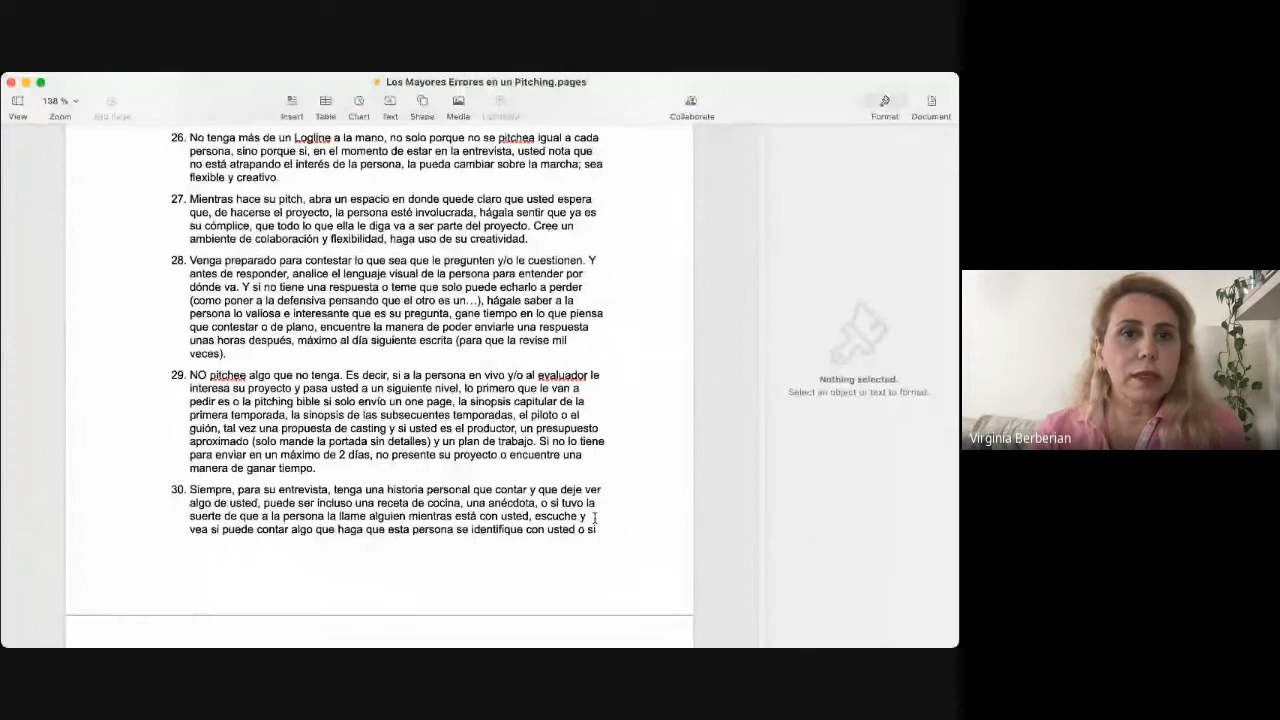 Los Mayores Errores en un Pitching.pages
138 %
View
Zoom
Insert
Table
Chart
Text
Shape
Media
Collaborate
Format
Document
26. No tenga más de un Logline a la mano, no solo porque no se pitchea igual a cada
persona, sino porque si, en el momento de estar en la entrevista, usted nota que
no está atrapando el interés de la persona, la pueda cambiar sobre la marcha; sea
flexible y creativo.
27. Mientras hace su pitch, abra un espacio en donde quede claro que usted espera
que, de hacerse el proyecto, la persona esté involucrada, hágala sentir que ya es
su cómplice, que todo lo que ella le diga va a ser parte del proyecto. Cree un
ambiente de colaboración y flexibilidad, haga uso de su creatividad.
28. Venga preparado para contestar lo que sea que le pregunten y/o le cuestionen. Y
antes de responder, analice el lenguaje visual de la persona para entender por
dónde va. Y si no tiene una respuesta o teme que solo puede echarlo a perder
(como poner a la defensiva pensando que el otro es un…), hágale saber a la
persona lo valiosa e interesante que es su pregunta, gane tiempo en lo que piensa
que contestar o de plano, encuentre la manera de poder enviarle una respuesta
unas horas después, máximo al día siguiente escrita (para que la revise mil
veces).
29. NO pitchee algo que no tenga. Es decir, si a la persona en vivo y/o al evaluador le
interesa su proyecto y pasa usted a un siguiente nivel, lo primero que le van a
pedir es o la pitching bible si solo envío un one page, la sinopsis capitular de la
primera temporada, la sinopsis de las subsecuentes temporadas, el piloto o el
guión, tal vez una propuesta de casting y si usted es el productor, un presupuesto
aproximado (solo mande la portada sin detalles) y un plan de trabajo. Si no lo tiene
para enviar en un máximo de 2 días, no presente su proyecto o encuentre una
manera de ganar tiempo.
30. Siempre, para su entrevista, tenga una historia personal que contar y que deje ver
algo de usted, puede ser incluso una receta de cocina, una anécdota, o si tuvo la
suerte de que a la persona la llame alguien mientras está con usted, escuche y
vea si puede contar algo que haga que esta persona se identifique con usted o si
Nothing selected.
Select an object or text to format.
Virginia Berberian